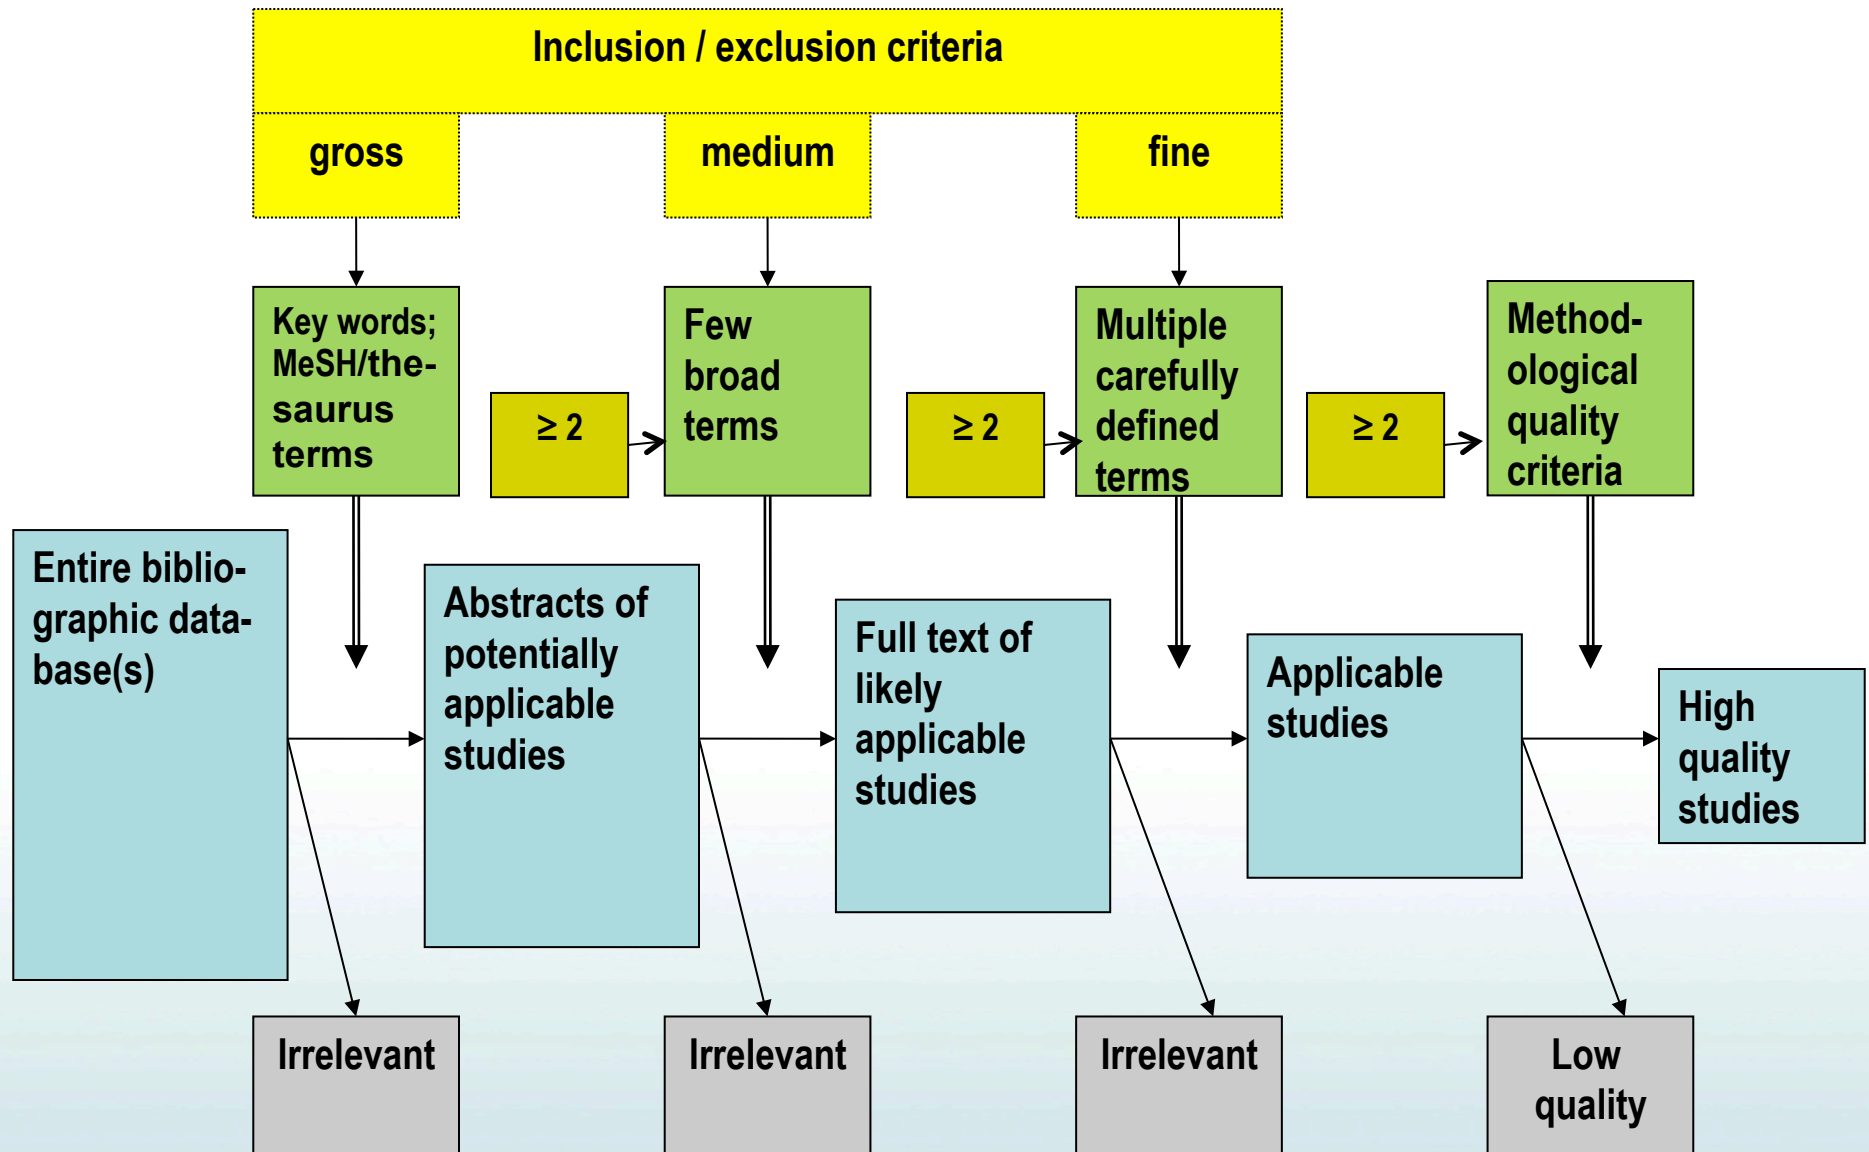 Inclusion / exclusion criteria
gross
medium
fine
Key words;
MeSH/the-
saurus
terms
≥ 2
Few
broad
terms
≥ 2
Multiple
carefully
defined
terms
≥ 2
Method-
ological
quality
criteria
Entire biblio-
graphic data-
base(s)
Abstracts of
potentially
applicable
studies
Full text of
likely
applicable
studies
Applicable
studies
High
quality
studies
Irrelevant
Irrelevant
Irrelevant
Low
quality